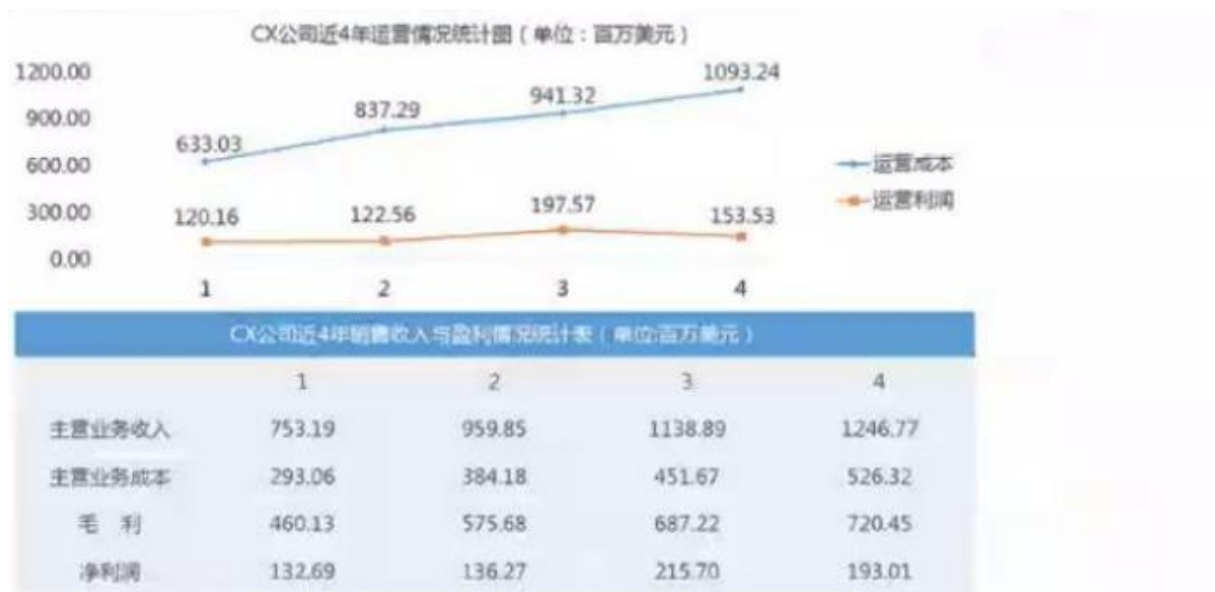 CX公司近4年运营情况统计图（单位：百万美元）
1200.00
900.00
600.00
300.00
0.00
633.03
837.29
941.32
1093.24
120.16
122.56
197.57
153.53
1 2 3 4
运营成本
运营利润
CX公司近4年销售收入与盈利情况统计表（单位:百万美元）
1 2 3 4
主营业务收入 753.19 959.85 1138.89 1246.77
主营业务成本 293.06 384.18 451.67 526.32
毛 利 460.13 575.68 687.22 720.45
净利润 132.69 136.27 215.70 193.01